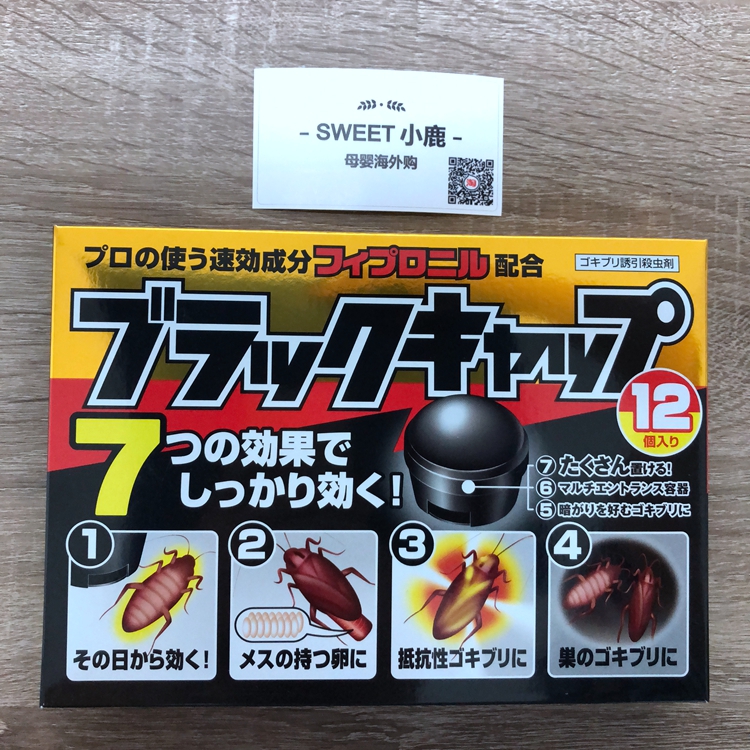 - SWEET 小鹿 -
母婴海外购
淘
プロの使う速効成分フィプロニル配合
ゴキブリ誘引殺虫剤
ブラックキャップ
12
個入り
7つの効果で
しっかり効く!
⑦たくさん置ける!
⑥マルチエントランス容器
⑤暗がりを好むゴキブリに
1
その日から効く!
2
メスの持つ卵に
3
抵抗性ゴキブリに
4
巣のゴキブリに